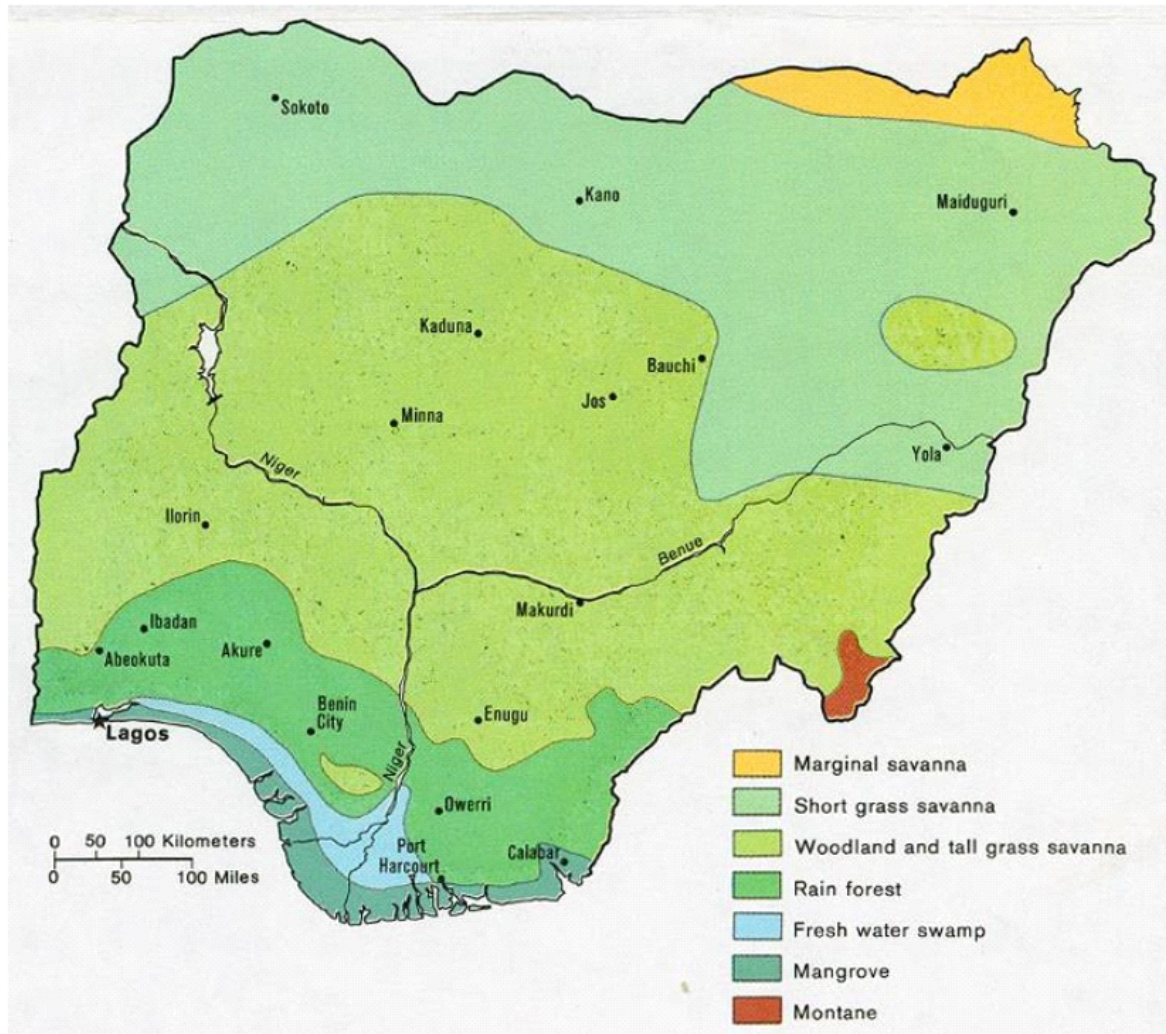 Sokoto
Kano
Maiduguri
Kaduna
Bauchi
Jos
Minna
Yola
Niger
Ilorin
Benue
Makurdi
Ibadan
Akure
Abeokuta
Benin
City
Enugu
Lagos
Niger
Owerri
Port
Harcourt
Calabar
0 50 100 Kilometers
0 50 100 Miles
Marginal savanna
Short grass savanna
Woodland and tall grass savanna
Rain forest
Fresh water swamp
Mangrove
Montane